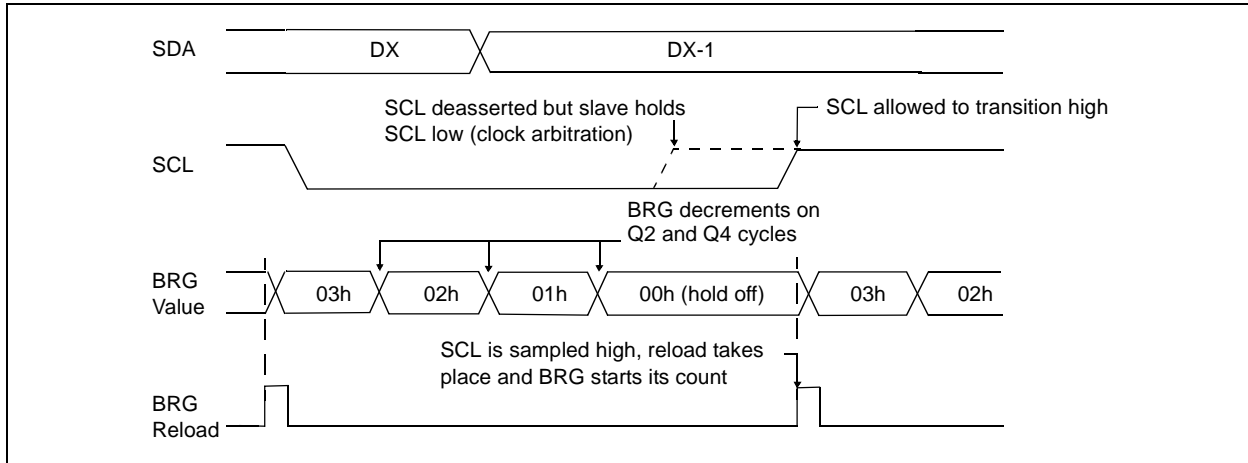 SDA
DX
DX-1
SCL deasserted but slave holds
SCL low (clock arbitration)
SCL allowed to transition high
SCL
BRG decrements on
Q2 and Q4 cycles
BRG
Value
03h
02h
01h
00h (hold off)
03h
02h
SCL is sampled high, reload takes
place and BRG starts its count
BRG
Reload